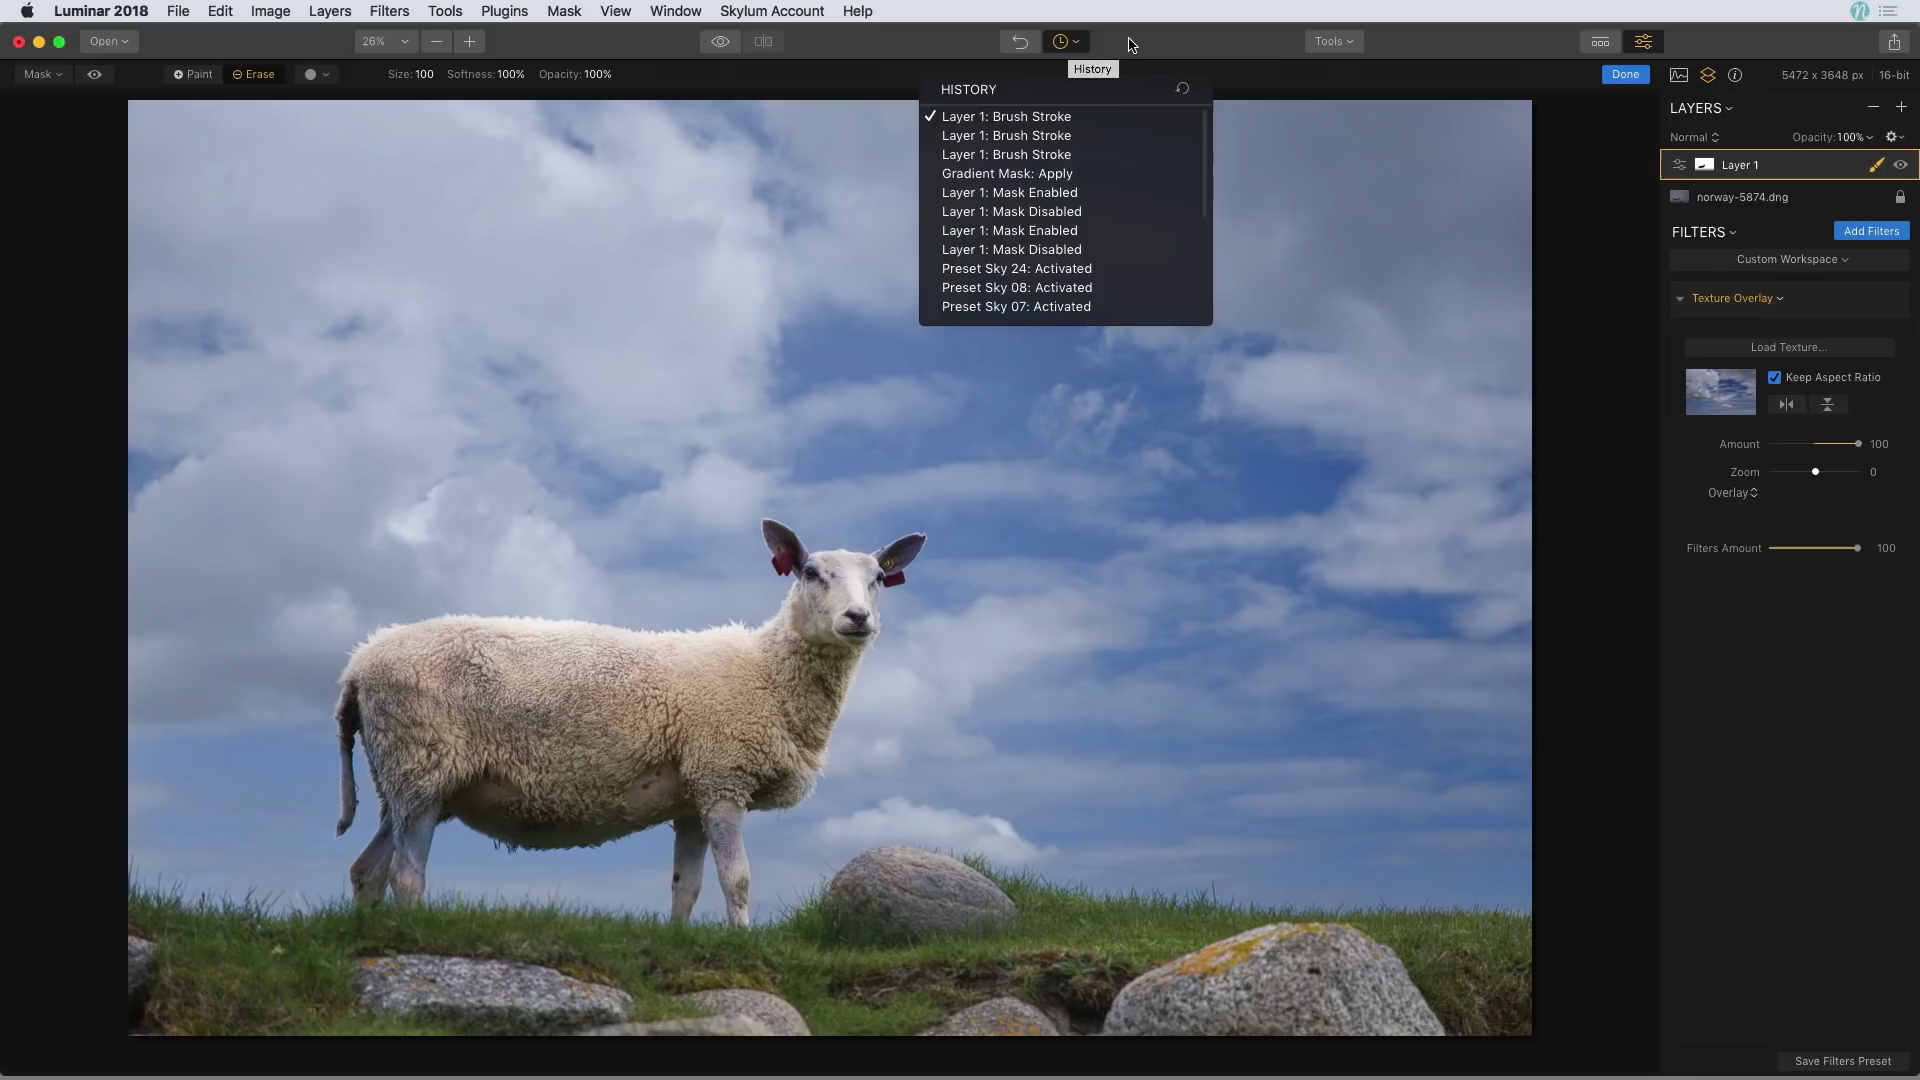 Luminar 2018 File Edit Image Layers Filters Tools Plugins Mask View Window Skylum Account Help
Open 26% Tools
Mask Paint Erase Size: 100 Softness: 100% Opacity: 100% History Done 5472 x 3648 px 16-bit
HISTORY
Layer 1: Brush Stroke
Layer 1: Brush Stroke
Layer 1: Brush Stroke
Gradient Mask: Apply
Layer 1: Mask Enabled
Layer 1: Mask Disabled
Layer 1: Mask Enabled
Layer 1: Mask Disabled
Preset Sky 24: Activated
Preset Sky 08: Activated
Preset Sky 07: Activated
LAYERS
Normal Opacity: 100%
Layer 1
norway-5874.dng
FILTERS Add Filters
Custom Workspace
Texture Overlay
Load Texture...
Keep Aspect Ratio
Amount 100
Zoom 0
Overlay
Filters Amount 100
Save Filters Preset